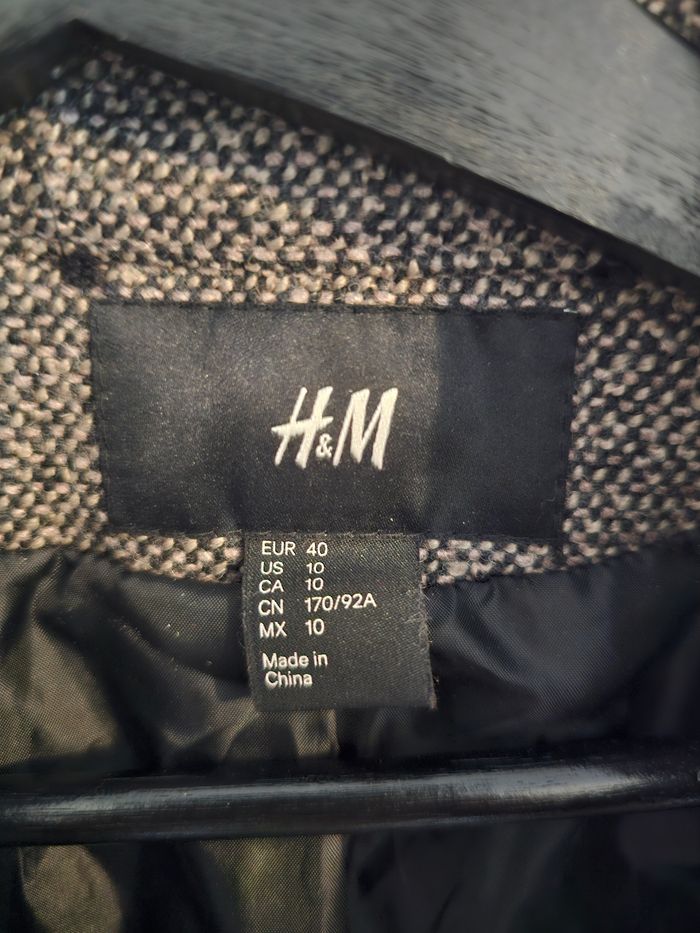 H&M
EUR 40
US 10
CA 10
CN 170/92A
MX 10
Made in
China